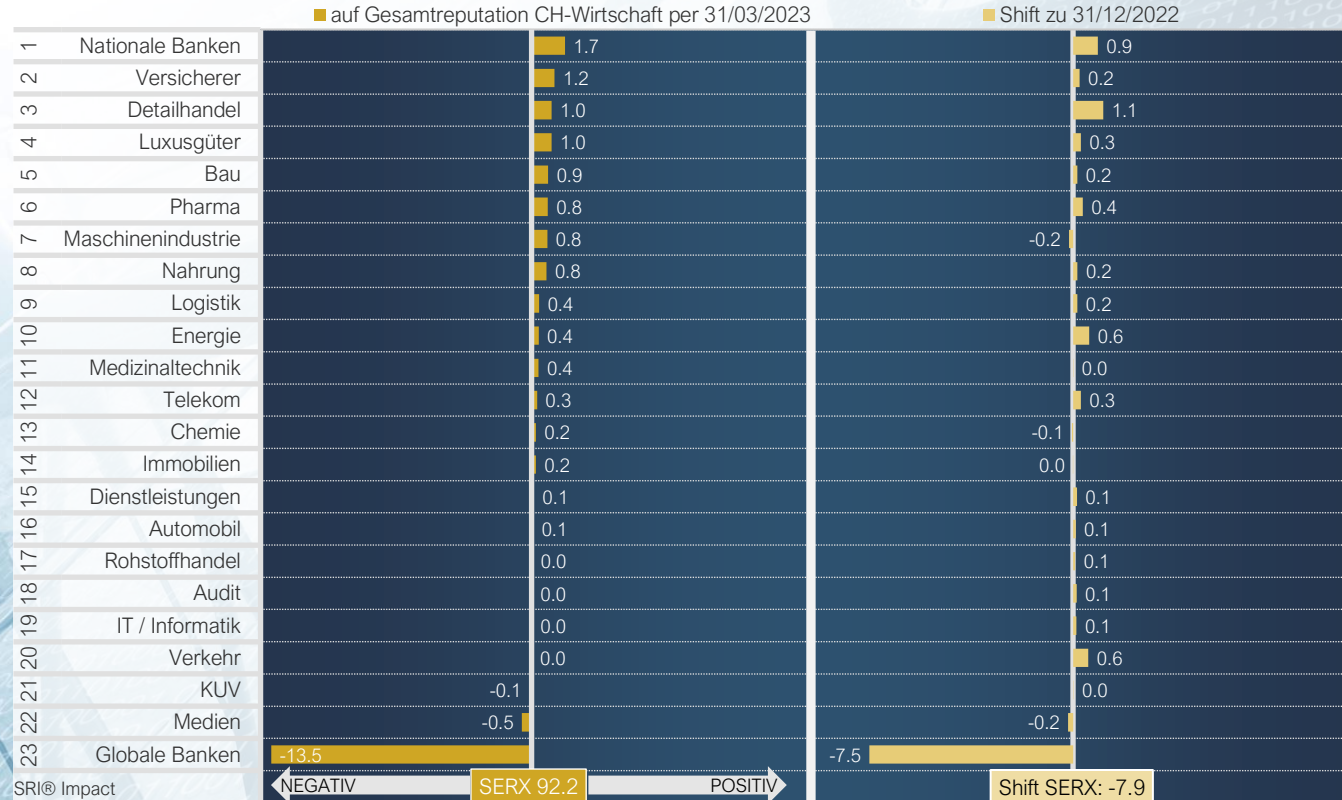 auf Gesamtreputation CH-Wirtschaft per 31/03/2023 Shift zu 31/12/2022
1 Nationale Banken 1.7 0.9
2 Versicherer 1.2 0.2
3 Detailhandel 1.0 1.1
4 Luxusgüter 1.0 0.3
5 Bau 0.9 0.2
6 Pharma 0.8 0.4
7 Maschinenindustrie 0.8 -0.2
8 Nahrung 0.8 0.2
9 Logistik 0.4 0.2
10 Energie 0.4 0.6
11 Medizinaltechnik 0.4 0.0
12 Telekom 0.3 0.3
13 Chemie 0.2 -0.1
14 Immobilien 0.2 0.0
15 Dienstleistungen 0.1 0.1
16 Automobil 0.1 0.1
17 Rohstoffhandel 0.0 0.1
18 Audit 0.0 0.1
19 IT / Informatik 0.0 0.1
20 Verkehr 0.0 0.6
21 KUV -0.1 0.0
22 Medien -0.5 -0.2
23 Globale Banken -13.5 -7.5
SRI® Impact NEGATIV SERX 92.2 POSITIV Shift SERX: -7.9